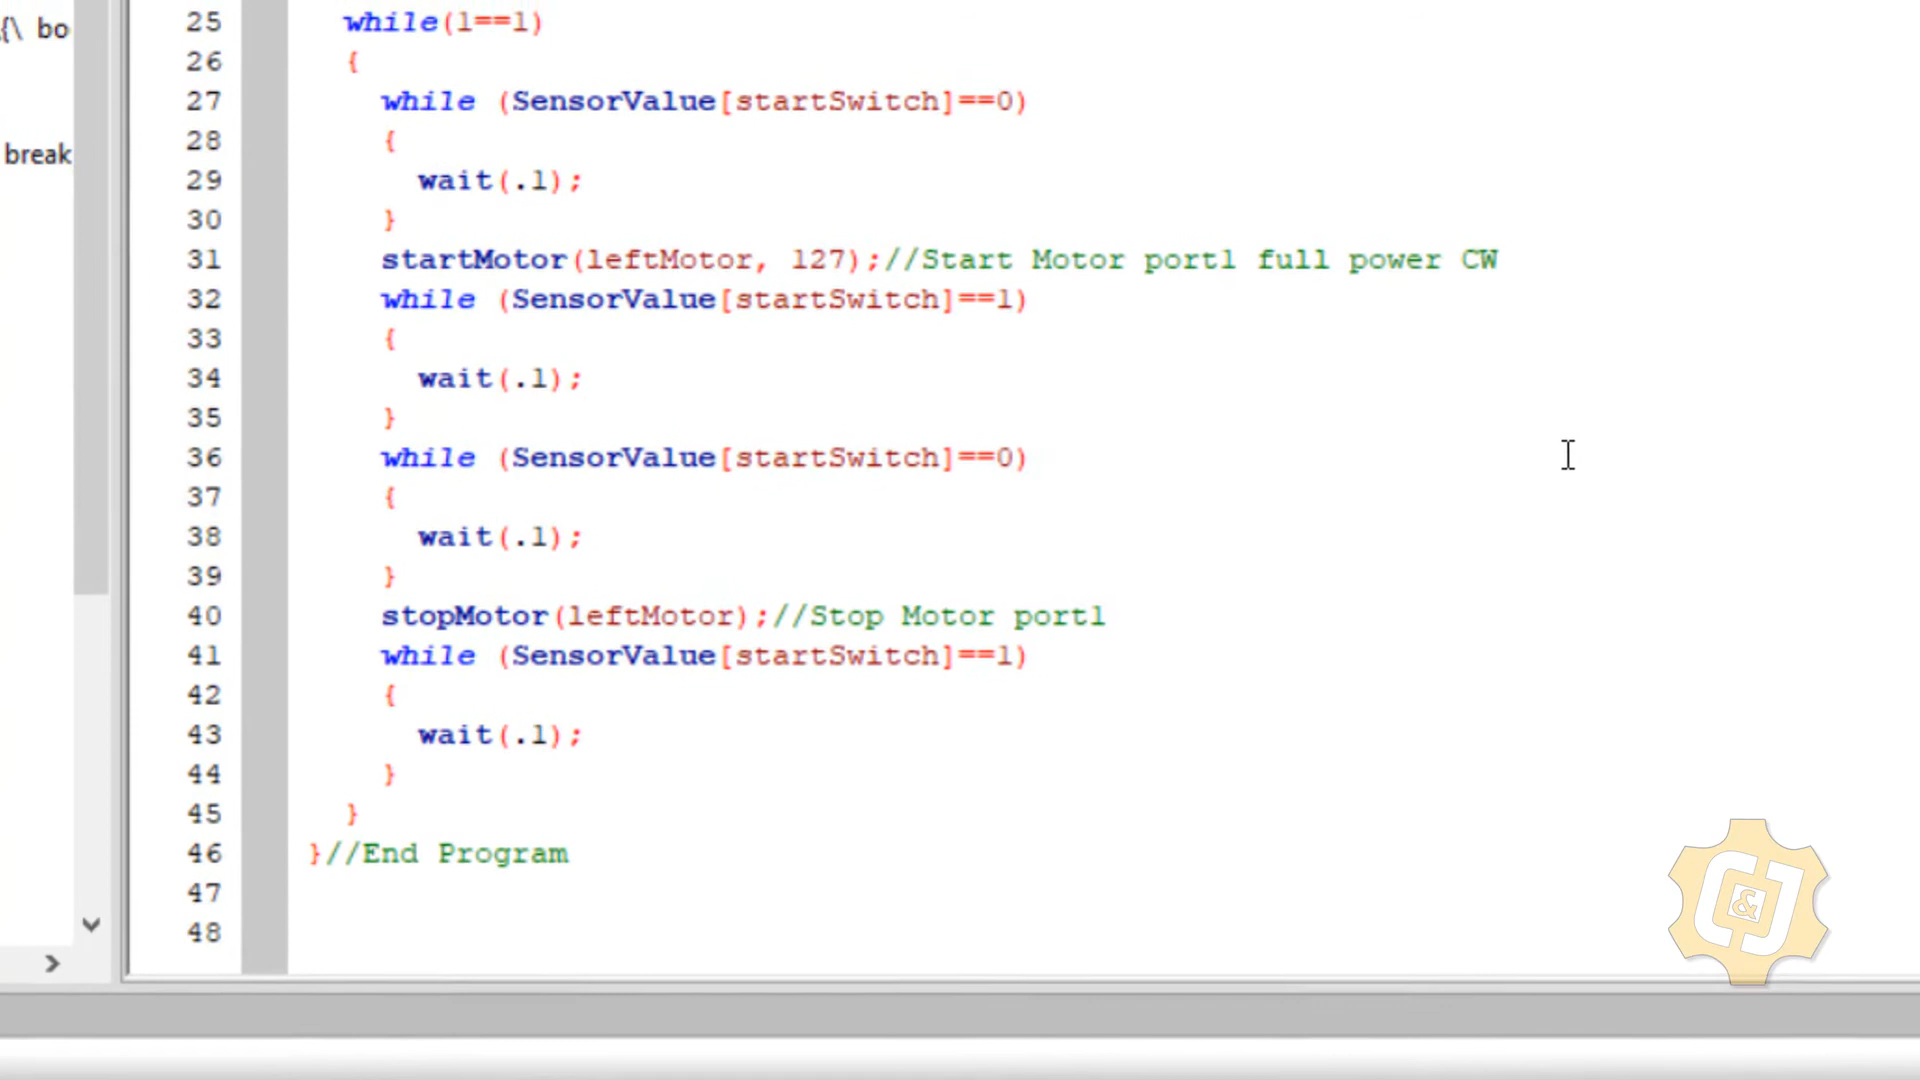 {\ bo
break
25 while(1==1)
26 {
27 while (SensorValue[startSwitch]==0)
28 {
29 wait(.1);
30 }
31 startMotor(leftMotor, 127);//Start Motor port1 full power CW
32 while (SensorValue[startSwitch]==1)
33 {
34 wait(.1);
35 }
36 while (SensorValue[startSwitch]==0)
37 {
38 wait(.1);
39 }
40 stopMotor(leftMotor);//Stop Motor port1
41 while (SensorValue[startSwitch]==1)
42 {
43 wait(.1);
44 }
45 }
46 }//End Program
47
48
C&J